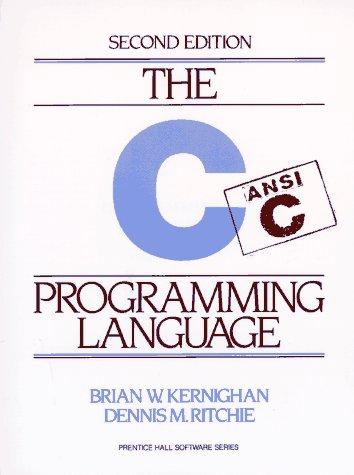 SECOND EDITION
THE
C
ANSI
C
PROGRAMMING
LANGUAGE
BRIAN W. KERNIGHAN
DENNIS M. RITCHIE
PRENTICE HALL SOFTWARE SERIES